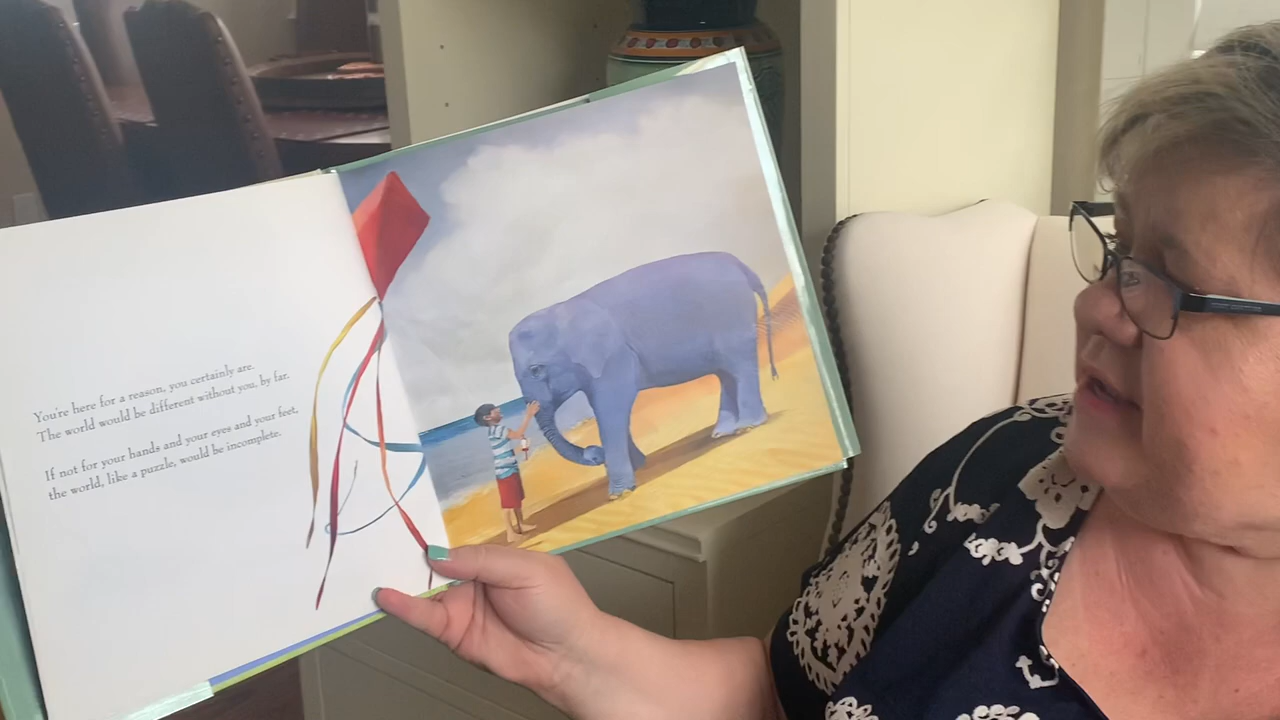 You're here for a reason, you certainly are.
The world would be different without you, by far.
If not for your hands and your eyes and your feet,
the world, like a puzzle, would be incomplete.